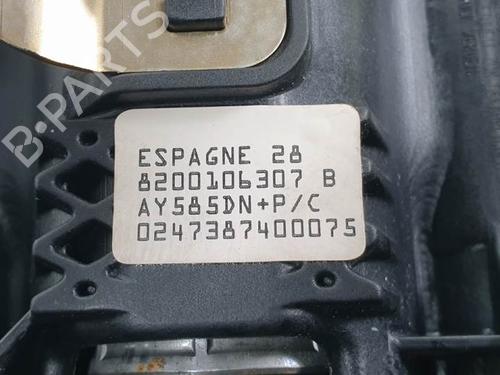 B-PARTS
ESPAGNE 28
8200106307 B
AY585DN+P/C
0247387400075